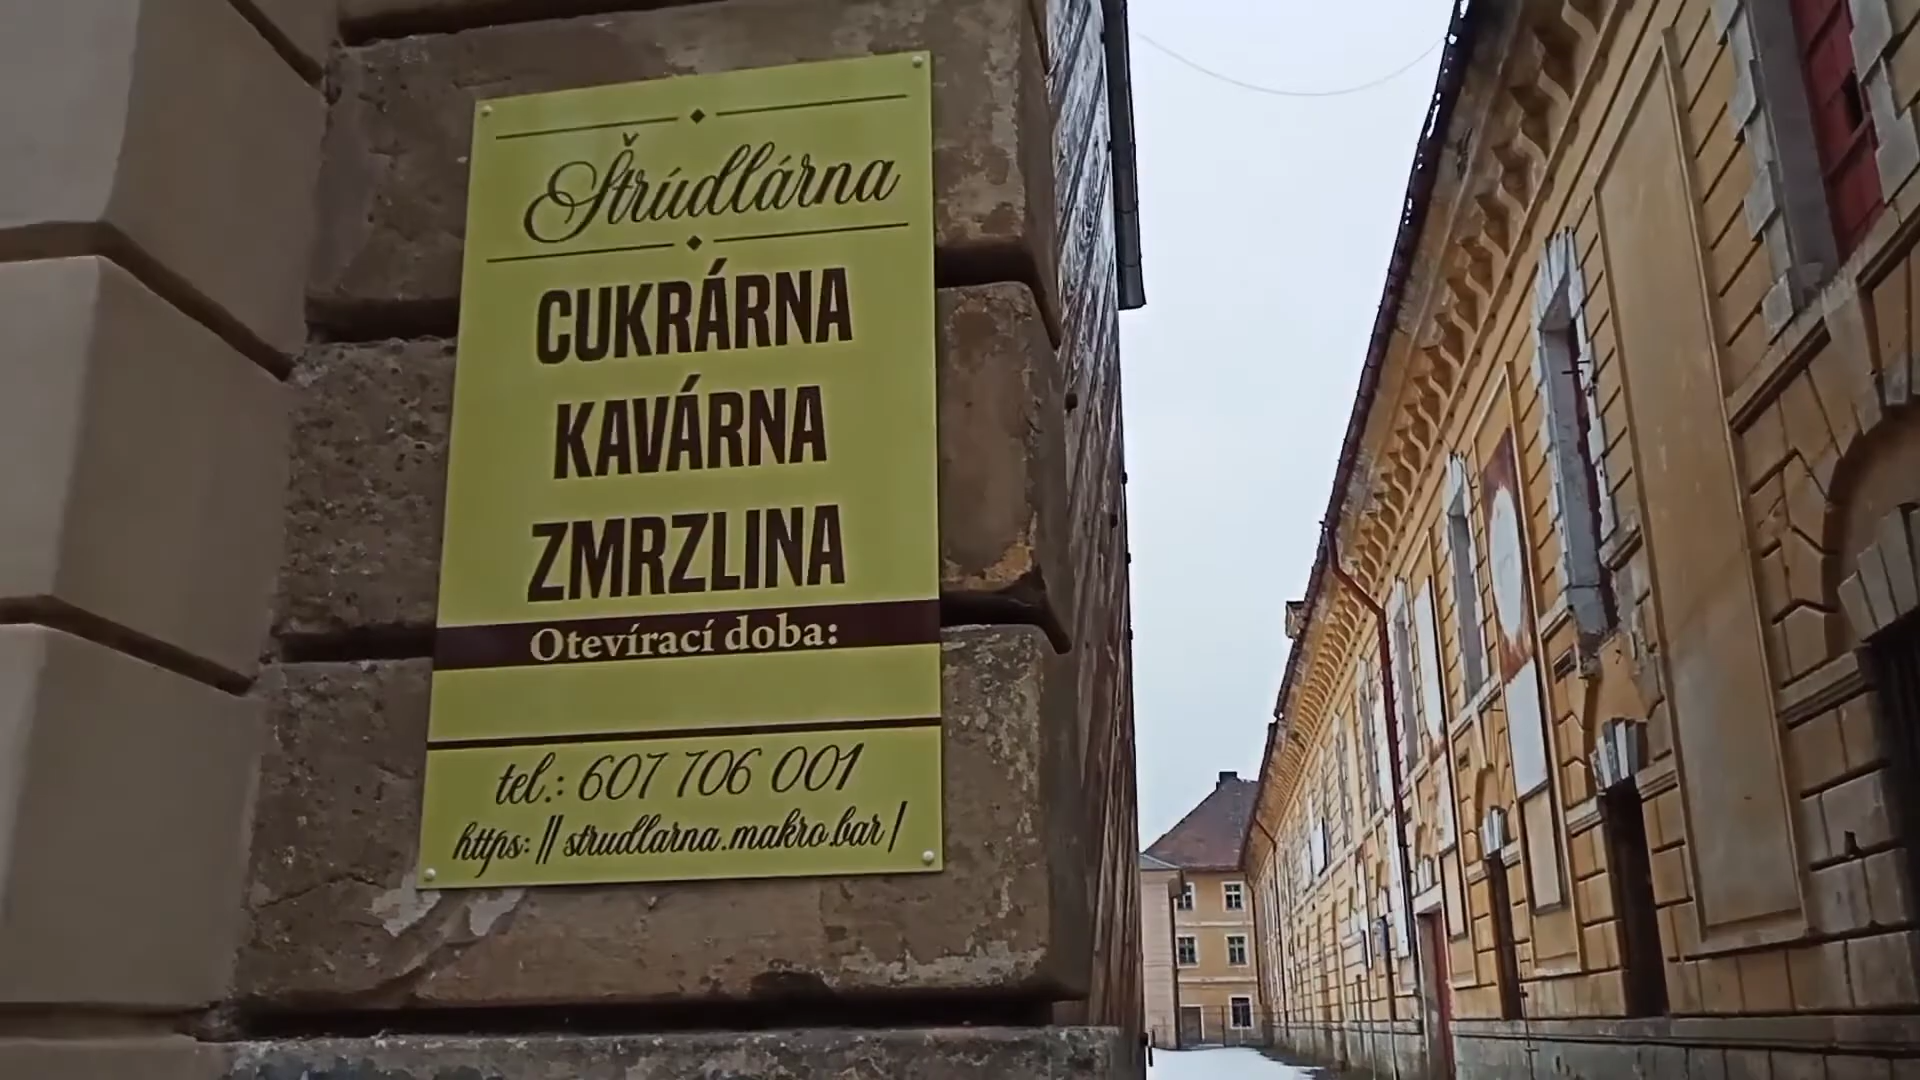 Štrúdlárna
CUKRÁRNA
KAVÁRNA
ZMRZLINA
Otevírací doba:
tel.: 607 706 001
https://strudlarna.makro.bar/